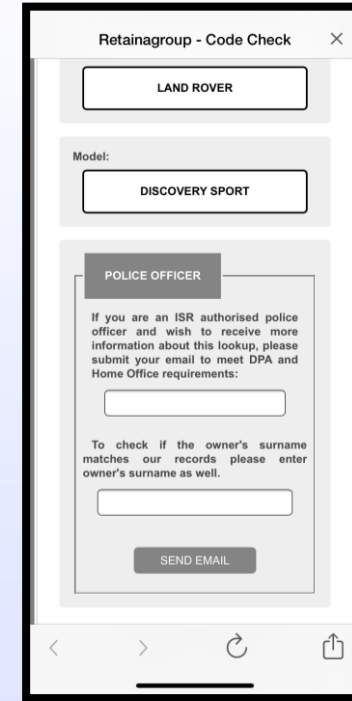 Retainagroup - Code Check
LAND ROVER
Model:
DISCOVERY SPORT
POLICE OFFICER
If you are an ISR authorised police
officer and wish to receive more
information about this lookup, please
submit your email to meet DPA and
Home Office requirements:
To check if the owner's surname
matches our records please enter
owner's surname as well.
SEND EMAIL